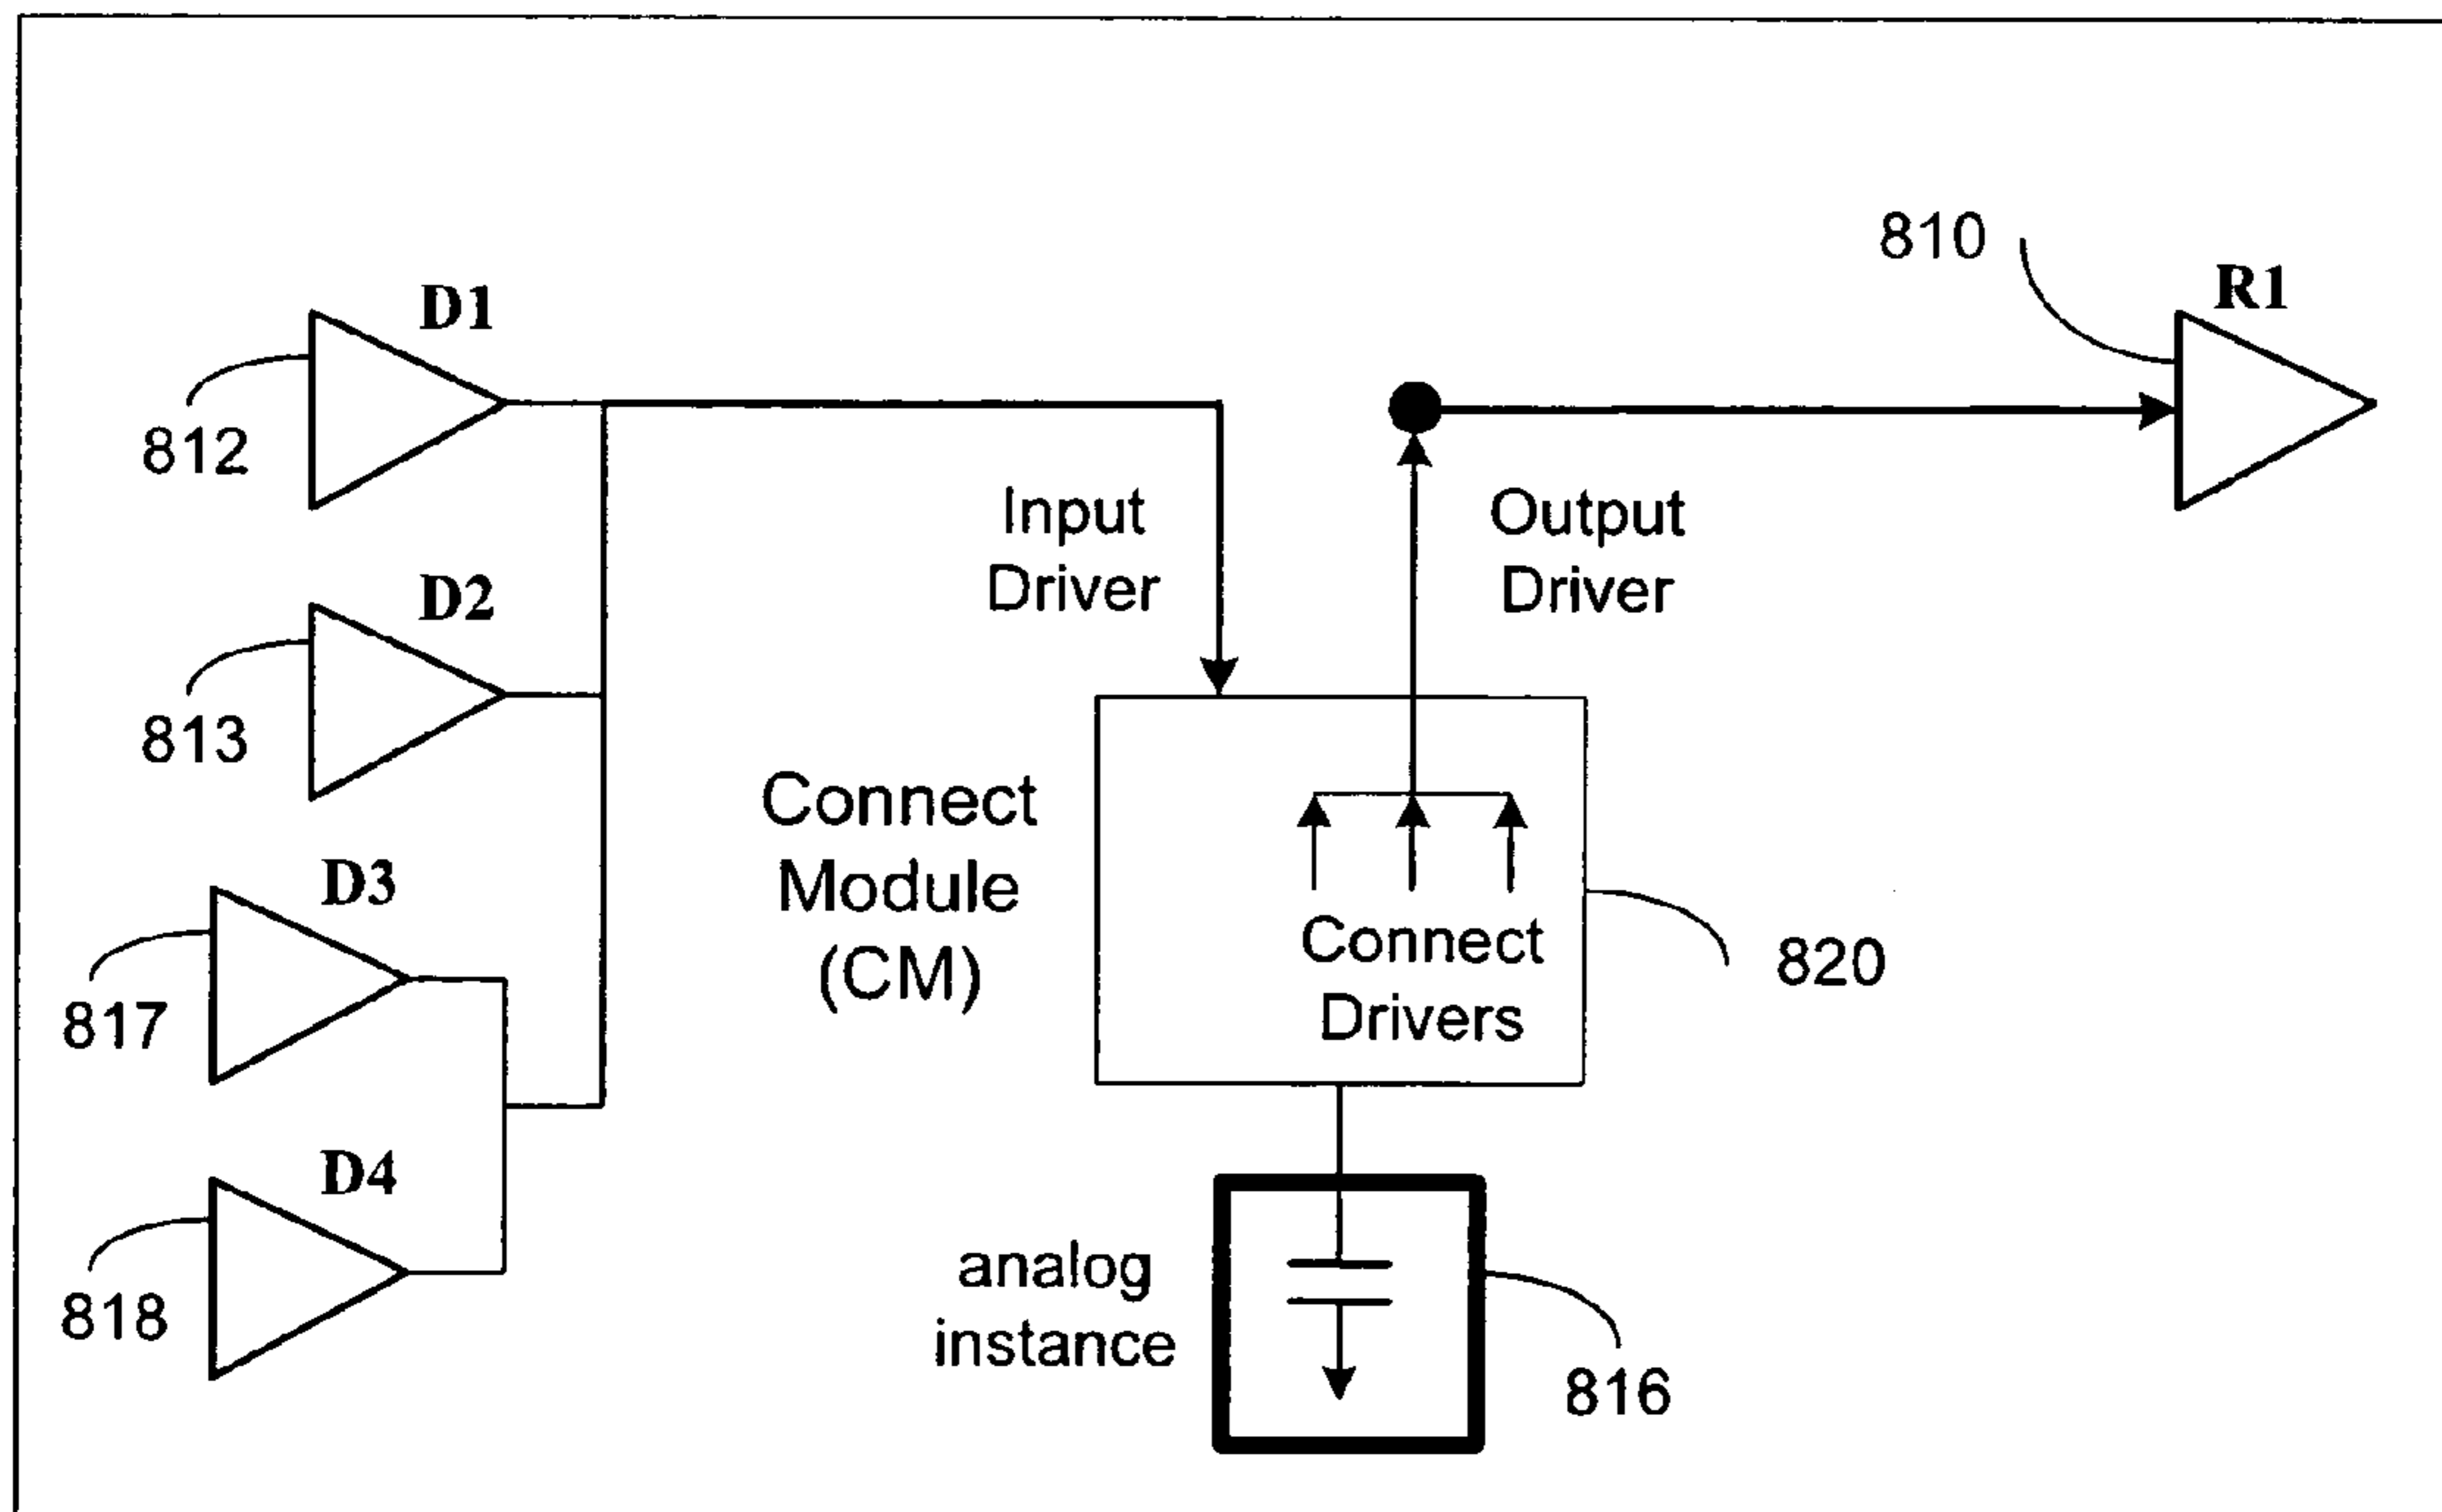 810
R1
D1
812
Input
Driver
Output
Driver
D2
813
Connect
Module
(CM)
D3
817
Connect
Drivers
820
D4
818
analog
instance
816